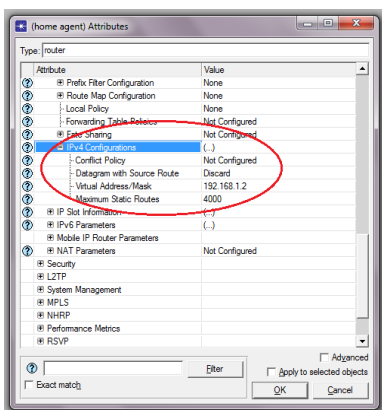 (home agent) Attributes
Type: router
Attribute Value
Prefix Filter Configuration None
Route Map Configuration None
Local Policy None
Forwarding Table Policies Not Configured
Fate Sharing Not Configured
IPv4 Configurations (...)
Conflict Policy Not Configured
Datagram with Source Route Discard
Virtual Address/Mask 192.168.1.2
Maximum Static Routes 4000
IP Slot Information (...)
IPv6 Parameters (...)
Mobile IP Router Parameters
NAT Parameters Not Configured
Security
L2TP
System Management
MPLS
NHRP
Performance Metrics
RSVP
Advanced
Filter Apply to selected objects
Exact match OK Cancel